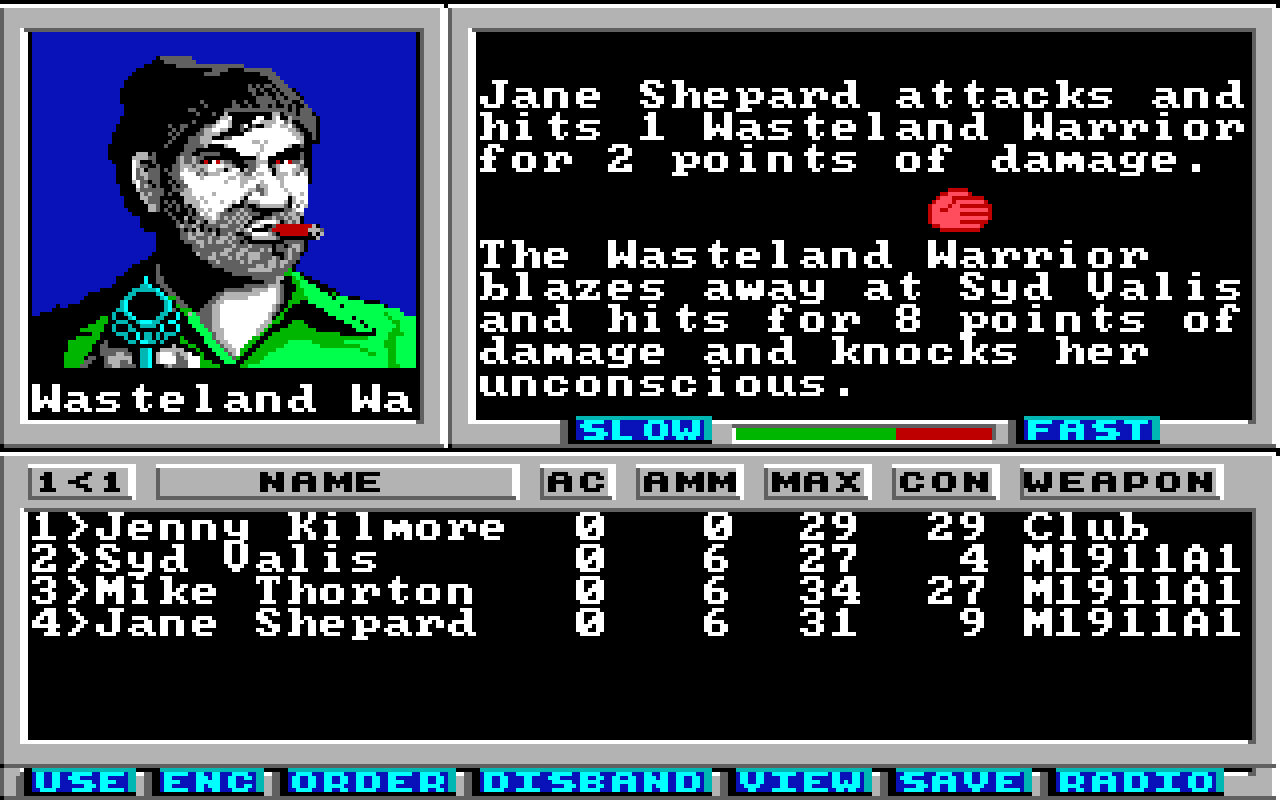 Jane Shepard attacks and
hits 1 Wasteland Warrior
for 2 points of damage.
The Wasteland Warrior
blazes away at Syd Valis
and hits for 8 points of
damage and knocks her
unconscious.
Wasteland Wa
SLOW FAST
1<1 NAME AC AMM MAX CON WEAPON
1>Jenny Kilmore 0 0 29 29 Club
2>Syd Valis 0 6 27 4 M1911A1
3>Mike Thorton 0 6 34 27 M1911A1
4>Jane Shepard 0 6 31 9 M1911A1
USE ENC ORDER DISBAND VIEW SAVE RADIO